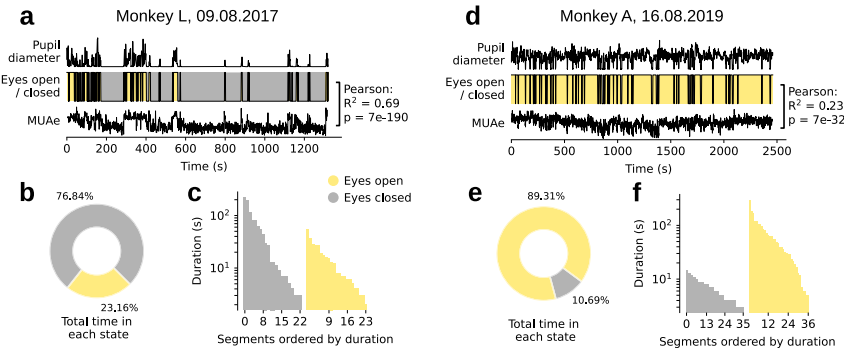 a Monkey L, 09.08.2017
Pupil
diameter
Eyes open
/ closed
MUAe
Pearson:
R² = 0.69
p = 7e-190
0 200 400 600 800 1000 1200
Time (s)
d Monkey A, 16.08.2019
Pupil
diameter
Eyes open
/ closed
MUAe
Pearson:
R² = 0.23
p = 7e-32
0 500 1000 1500 2000 2500
Time (s)
b
76.84%
23.16%
Total time in
each state
c
Eyes open
Eyes closed
Duration (s)
10²
10¹
0 8 15 22 9 16 23
Segments ordered by duration
e
89.31%
10.69%
Total time in
each state
f
Duration (s)
10²
10¹
0 13 24 35 12 24 36
Segments ordered by duration